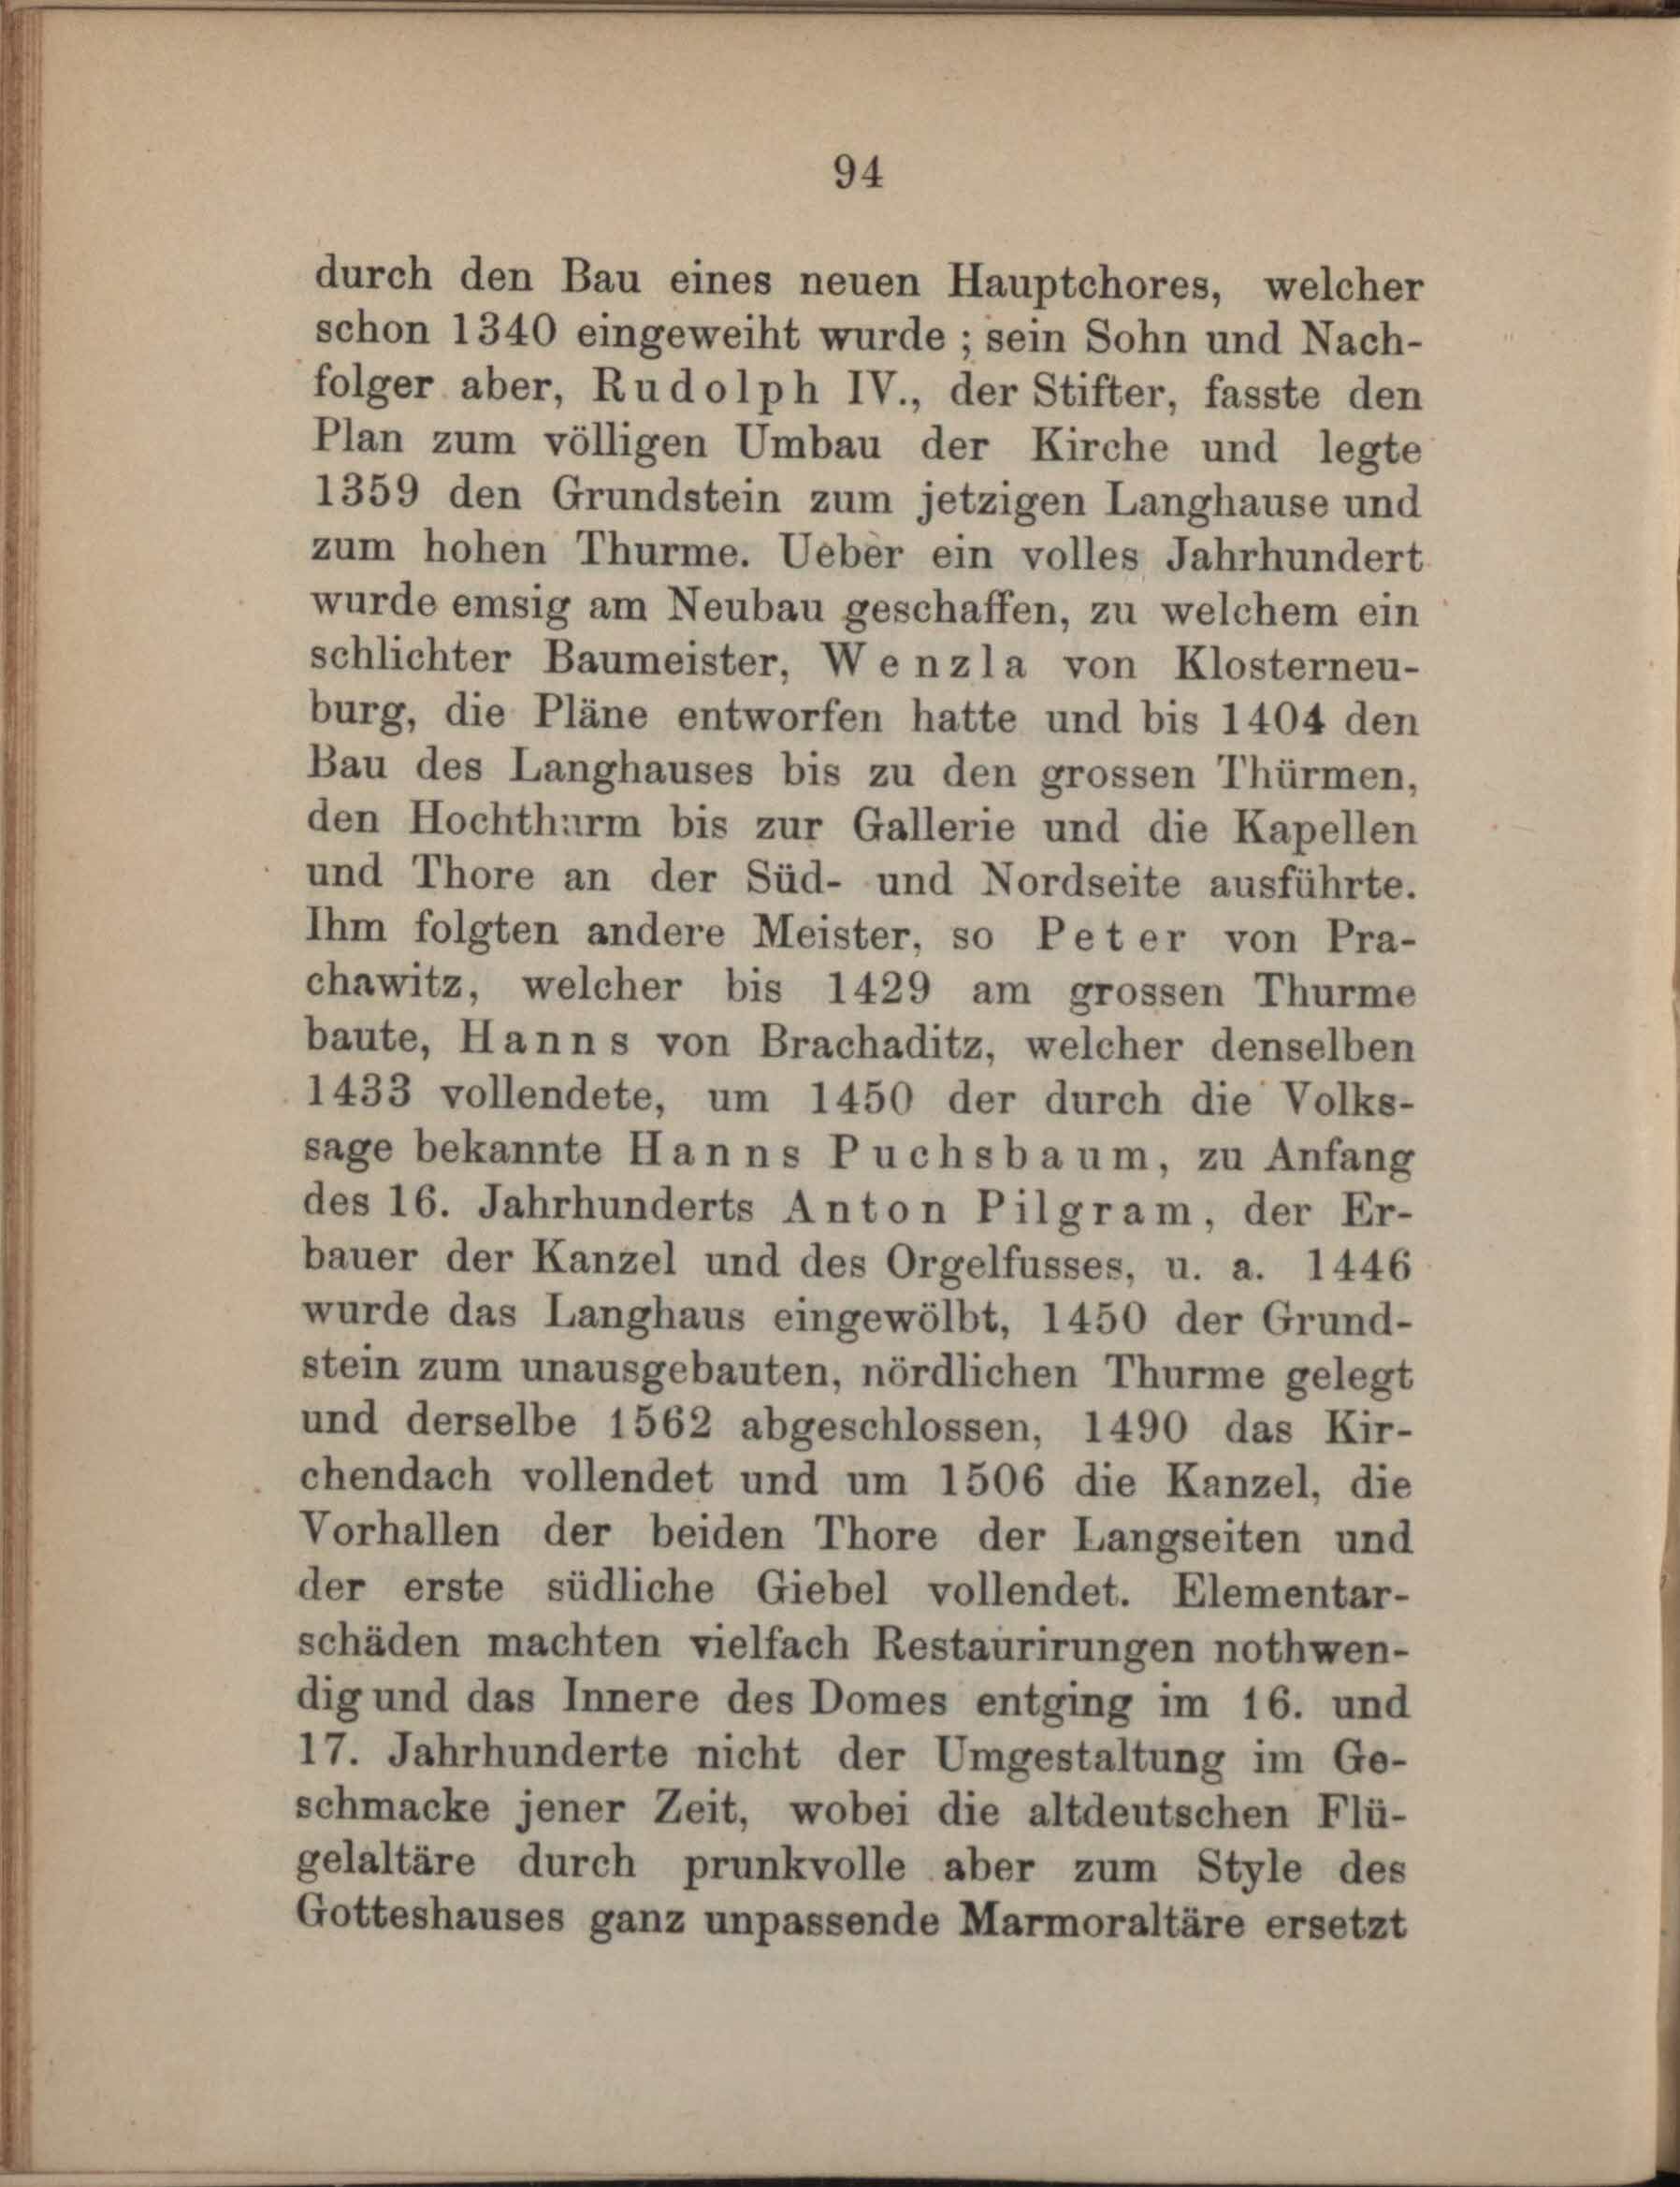 94
durch den Bau eines neuen Hauptchores, welcher
schon 1340 eingeweiht wurde ; sein Sohn und Nach-
folger aber, Rudolph IV., der Stifter, fasste den
Plan zum völligen Umbau der Kirche und legte
1359 den Grundstein zum jetzigen Langhause und
zum hohen Thurme. Ueber ein volles Jahrhundert
wurde emsig am Neubau geschaffen, zu welchem ein
schlichter Baumeister, Wenzla von Klosterneu-
burg, die Pläne entworfen hatte und bis 1404 den
Bau des Langhauses bis zu den grossen Thürmen,
den Hochthurm bis zur Gallerie und die Kapellen
und Thore an der Süd- und Nordseite ausführte.
Ihm folgten andere Meister, so Peter von Pra-
chawitz, welcher bis 1429 am grossen Thurme
baute, Hanns von Brachaditz, welcher denselben
1433 vollendete, um 1450 der durch die Volks-
sage bekannte Hanns Puchsbaum, zu Anfang
des 16. Jahrhunderts Anton Pilgram, der Er-
bauer der Kanzel und des Orgelfusses, u. a. 1446
wurde das Langhaus eingewölbt, 1450 der Grund-
stein zum unausgebauten, nördlichen Thurme gelegt
und derselbe 1562 abgeschlossen, 1490 das Kir-
chendach vollendet und um 1506 die Kanzel, die
Vorhallen der beiden Thore der Langseiten und
der erste südliche Giebel vollendet. Elementar-
schäden machten vielfach Restaurirungen nothwen-
dig und das Innere des Domes entging im 16. und
17. Jahrhunderte nicht der Umgestaltung im Ge-
schmacke jener Zeit, wobei die altdeutschen Flü-
gelaltäre durch prunkvolle aber zum Style des
Gotteshauses ganz unpassende Marmoraltäre ersetzt